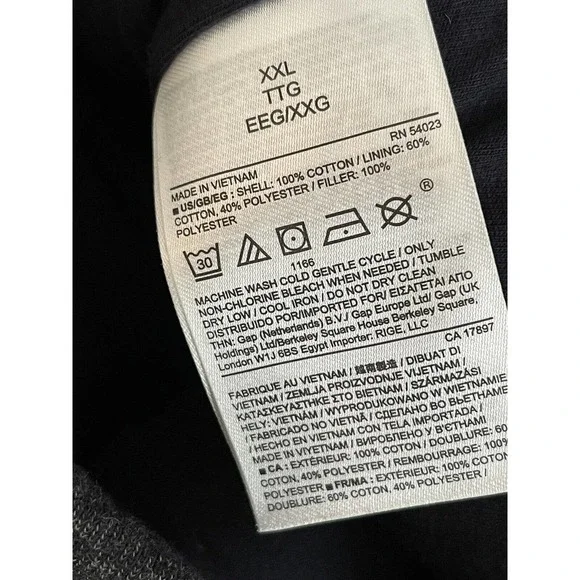 XXL
TTG
EEG/XXG
RN 54023
MADE IN VIETNAM
■ US/GB/EG : SHELL: 100% COTTON / LINING: 60%
COTTON, 40% POLYESTER / FILLER: 100%
POLYESTER
®
30
1166
MACHINE WASH COLD GENTLE CYCLE / ONLY
NON-CHLORINE BLEACH WHEN NEEDED / TUMBLE
DRY LOW / COOL IRON / DO NOT DRY CLEAN
DISTRIBUIDO POR/IMPORTED FOR/ ΕΙΣΑΓΕΤΑΙ ΑΠΟ
ΤΗΝ: Gap (Netherlands) B.V./ Gap Europe Ltd/ Gap (UK
Holdings) Ltd/Berkeley Square House Berkeley Square,
London W1J 6BS Egypt Importer: RIGE, LLC
CA 17897
FABRIQUE AU VIETNAM / 越南製造 / DIBUAT DI
VIETNAM / ZEMLJA PROIZVODNJE VIJETNAM /
ΚΑΤΑΣΚΕΥΑΣΤΗΚΕ ΣΤΟ ΒΙΕΤΝΑΜ / SZÁRMAZÁSI
HELY: VIETNÁM / WYPRODUKOWANO W WIETNAMIE
/ FABRICADO NO VIETNÃ / СДЕЛАНО ВО ВЬЕТНАМЕ
/ HECHO EN VIETNAM CON TELA IMPORTADA /
MADE IN VIYETNAM / ВИРОБЛЕНО У В'ЄТНАМІ
■ CA : EXTÉRIEUR: 100% COTON / DOUBLURE: 60
COTON, 40% POLYESTER / REMBOURRAGE: 100%
POLYESTER ■ FR/MA : EXTÉRIEUR: 100% COTON
DOUBLURE: 60% COTON, 40% POLYESTER /